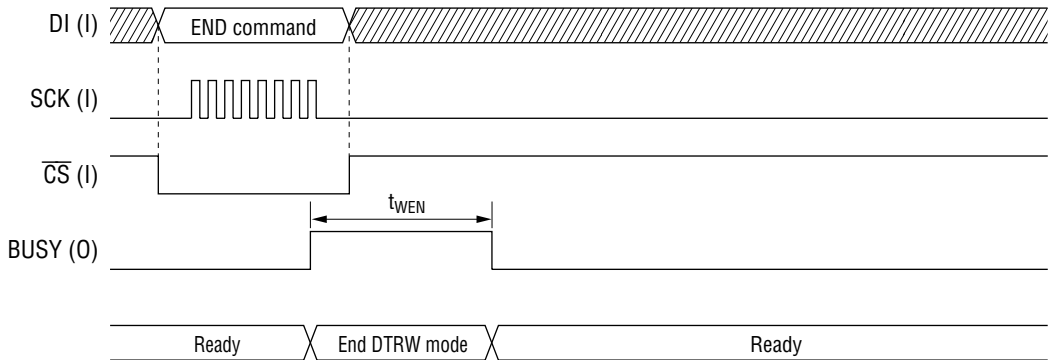 DI (I)
END command
SCK (I)
CS (I)
tWEN
BUSY (O)
Ready
End DTRW mode
Ready